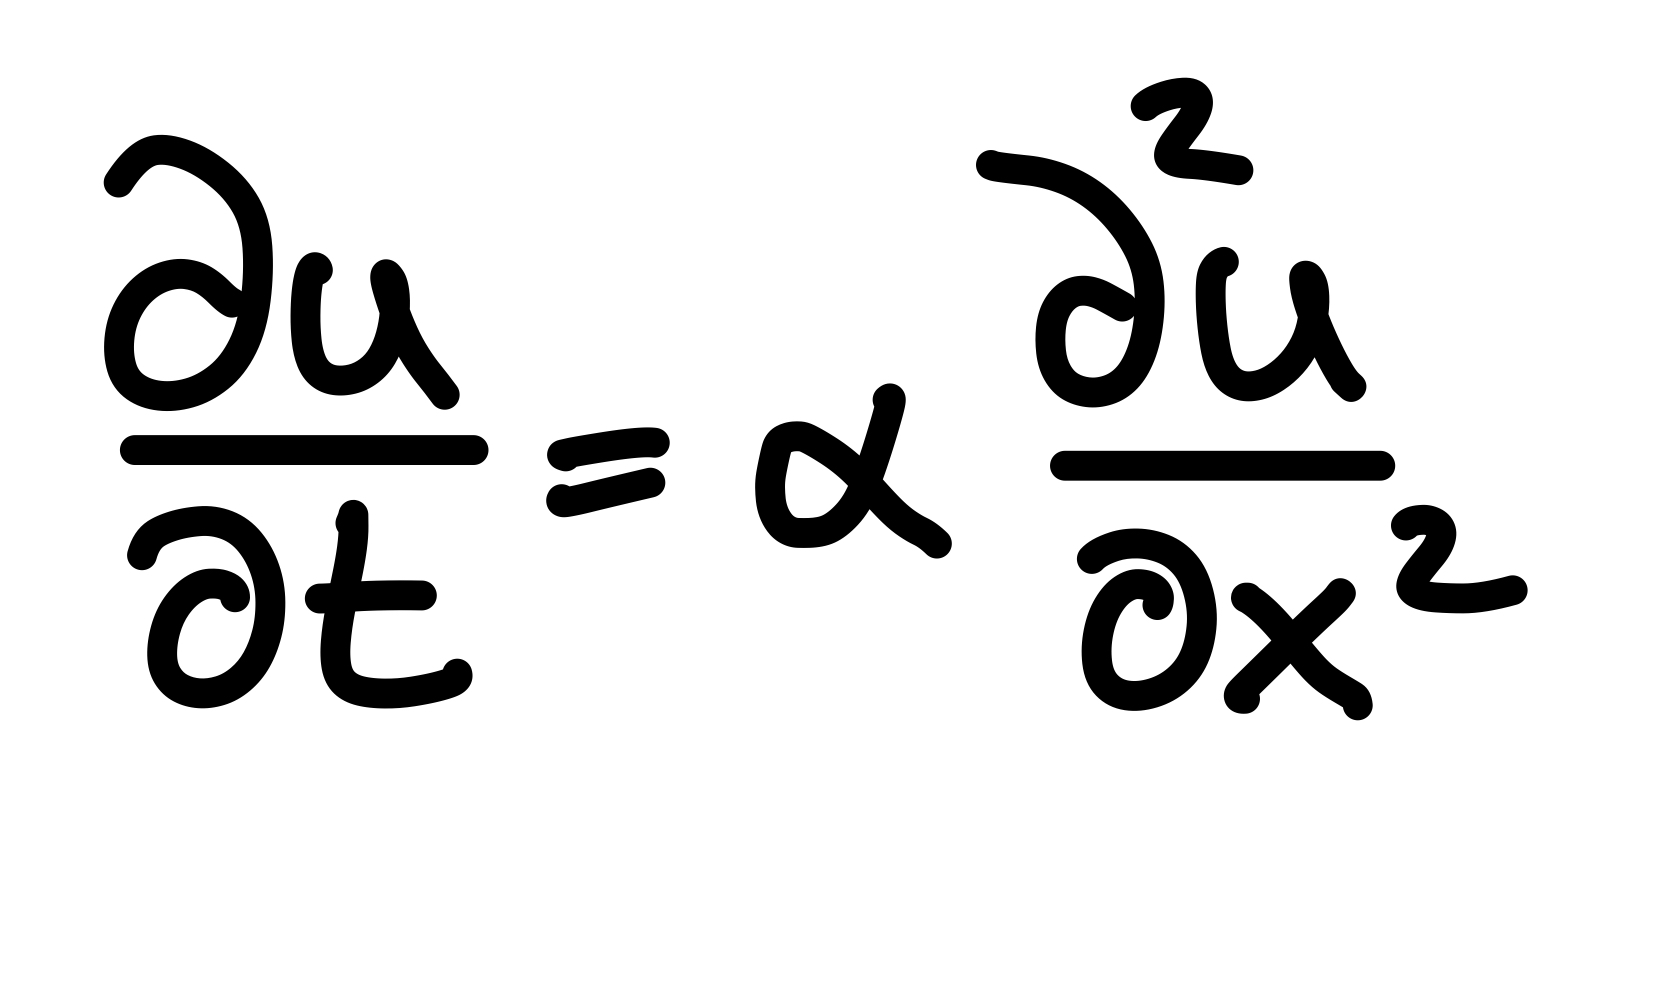 ∂u/∂t = α ∂²u/∂x²